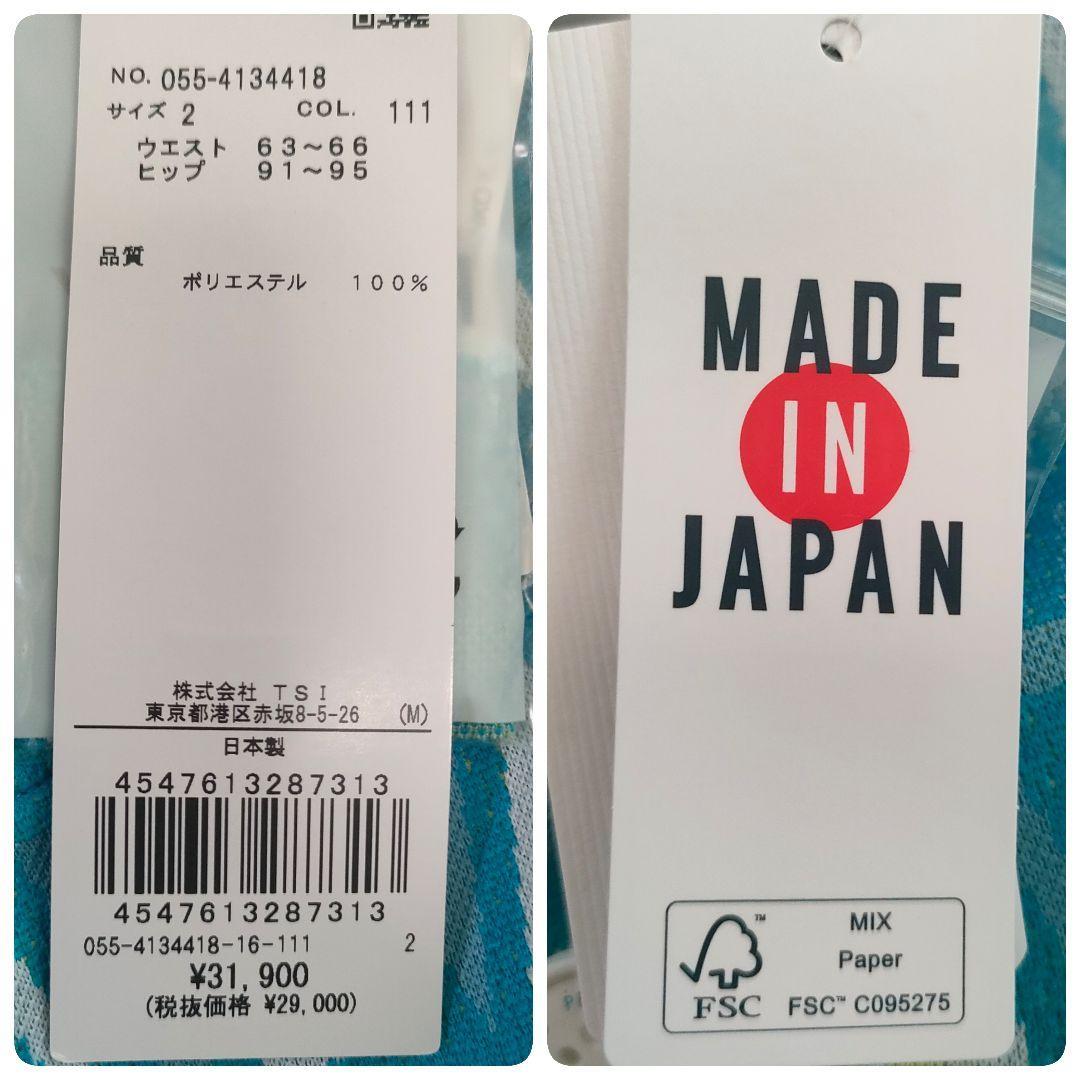 NO. 055-4134418
サイズ 2 COL. 111
ウエスト 63～66
ヒップ 91～95
品質
ポリエステル 100%
株式会社 TSI
東京都港区赤坂8-5-26 (M)
日本製
4547613287313
4547613287313
055-4134418-16-111 2
¥31,900
(税抜価格 ¥29,000)
MADE
IN
JAPAN
MIX
Paper
FSC™ C095275
™
FSC